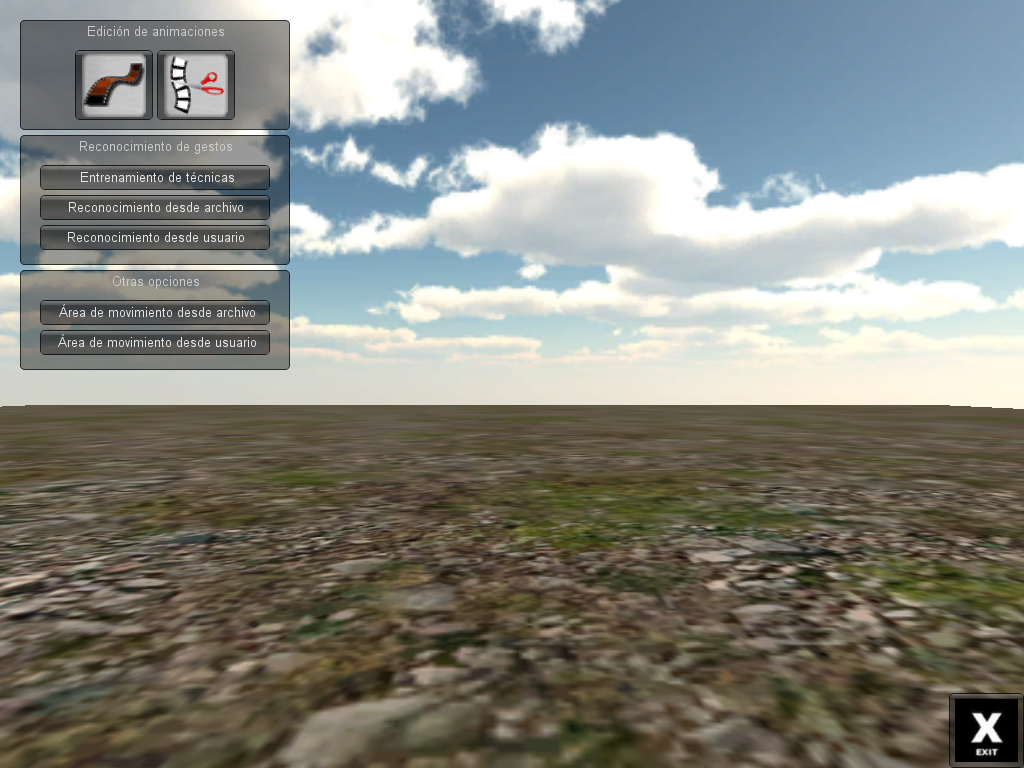 Edición de animaciones
Reconocimiento de gestos
Entrenamiento de técnicas
Reconocimiento desde archivo
Reconocimiento desde usuario
Otras opciones
Área de movimiento desde archivo
Área de movimiento desde usuario
X
EXIT